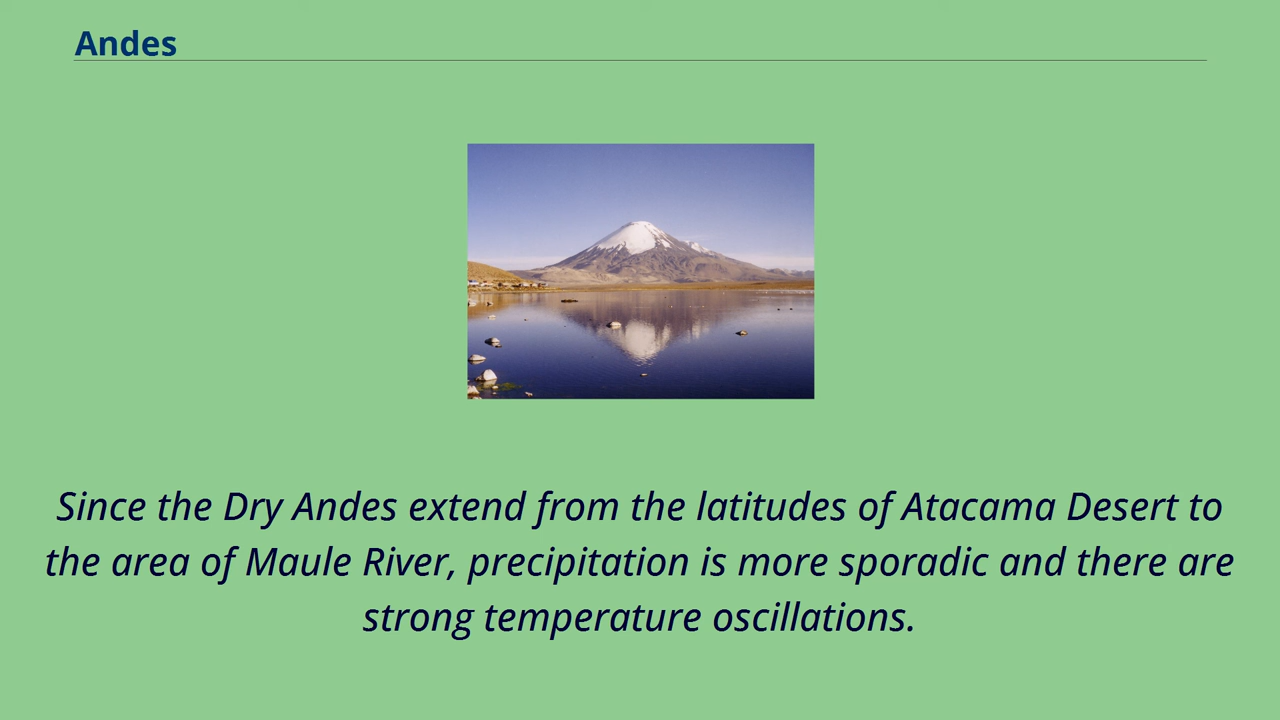 Andes
Since the Dry Andes extend from the latitudes of Atacama Desert to
the area of Maule River, precipitation is more sporadic and there are
strong temperature oscillations.